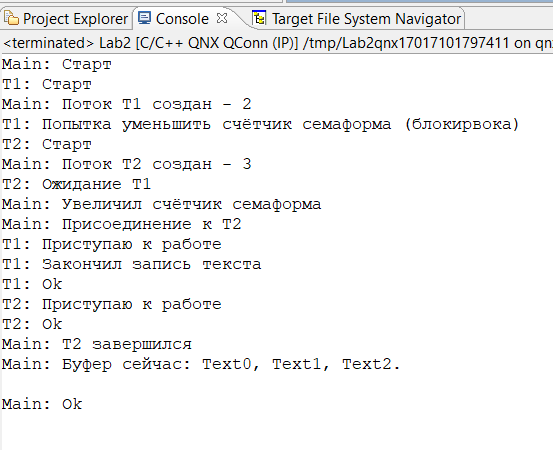 Project Explorer Console Target File System Navigator
<terminated> Lab2 [C/C++ QNX QConn (IP)] /tmp/Lab2qnx17017101797411 on qn
Main: Старт
T1: Старт
Main: Поток T1 создан - 2
T1: Попытка уменьшить счётчик семаформа (блокирвока)
T2: Старт
Main: Поток T2 создан - 3
T2: Ожидание T1
Main: Увеличил счётчик семаформа
Main: Присоединение к T2
T1: Приступаю к работе
T1: Закончил запись текста
T1: Ok
T2: Приступаю к работе
T2: Ok
Main: T2 завершился
Main: Буфер сейчас: Text0, Text1, Text2.
Main: Ok